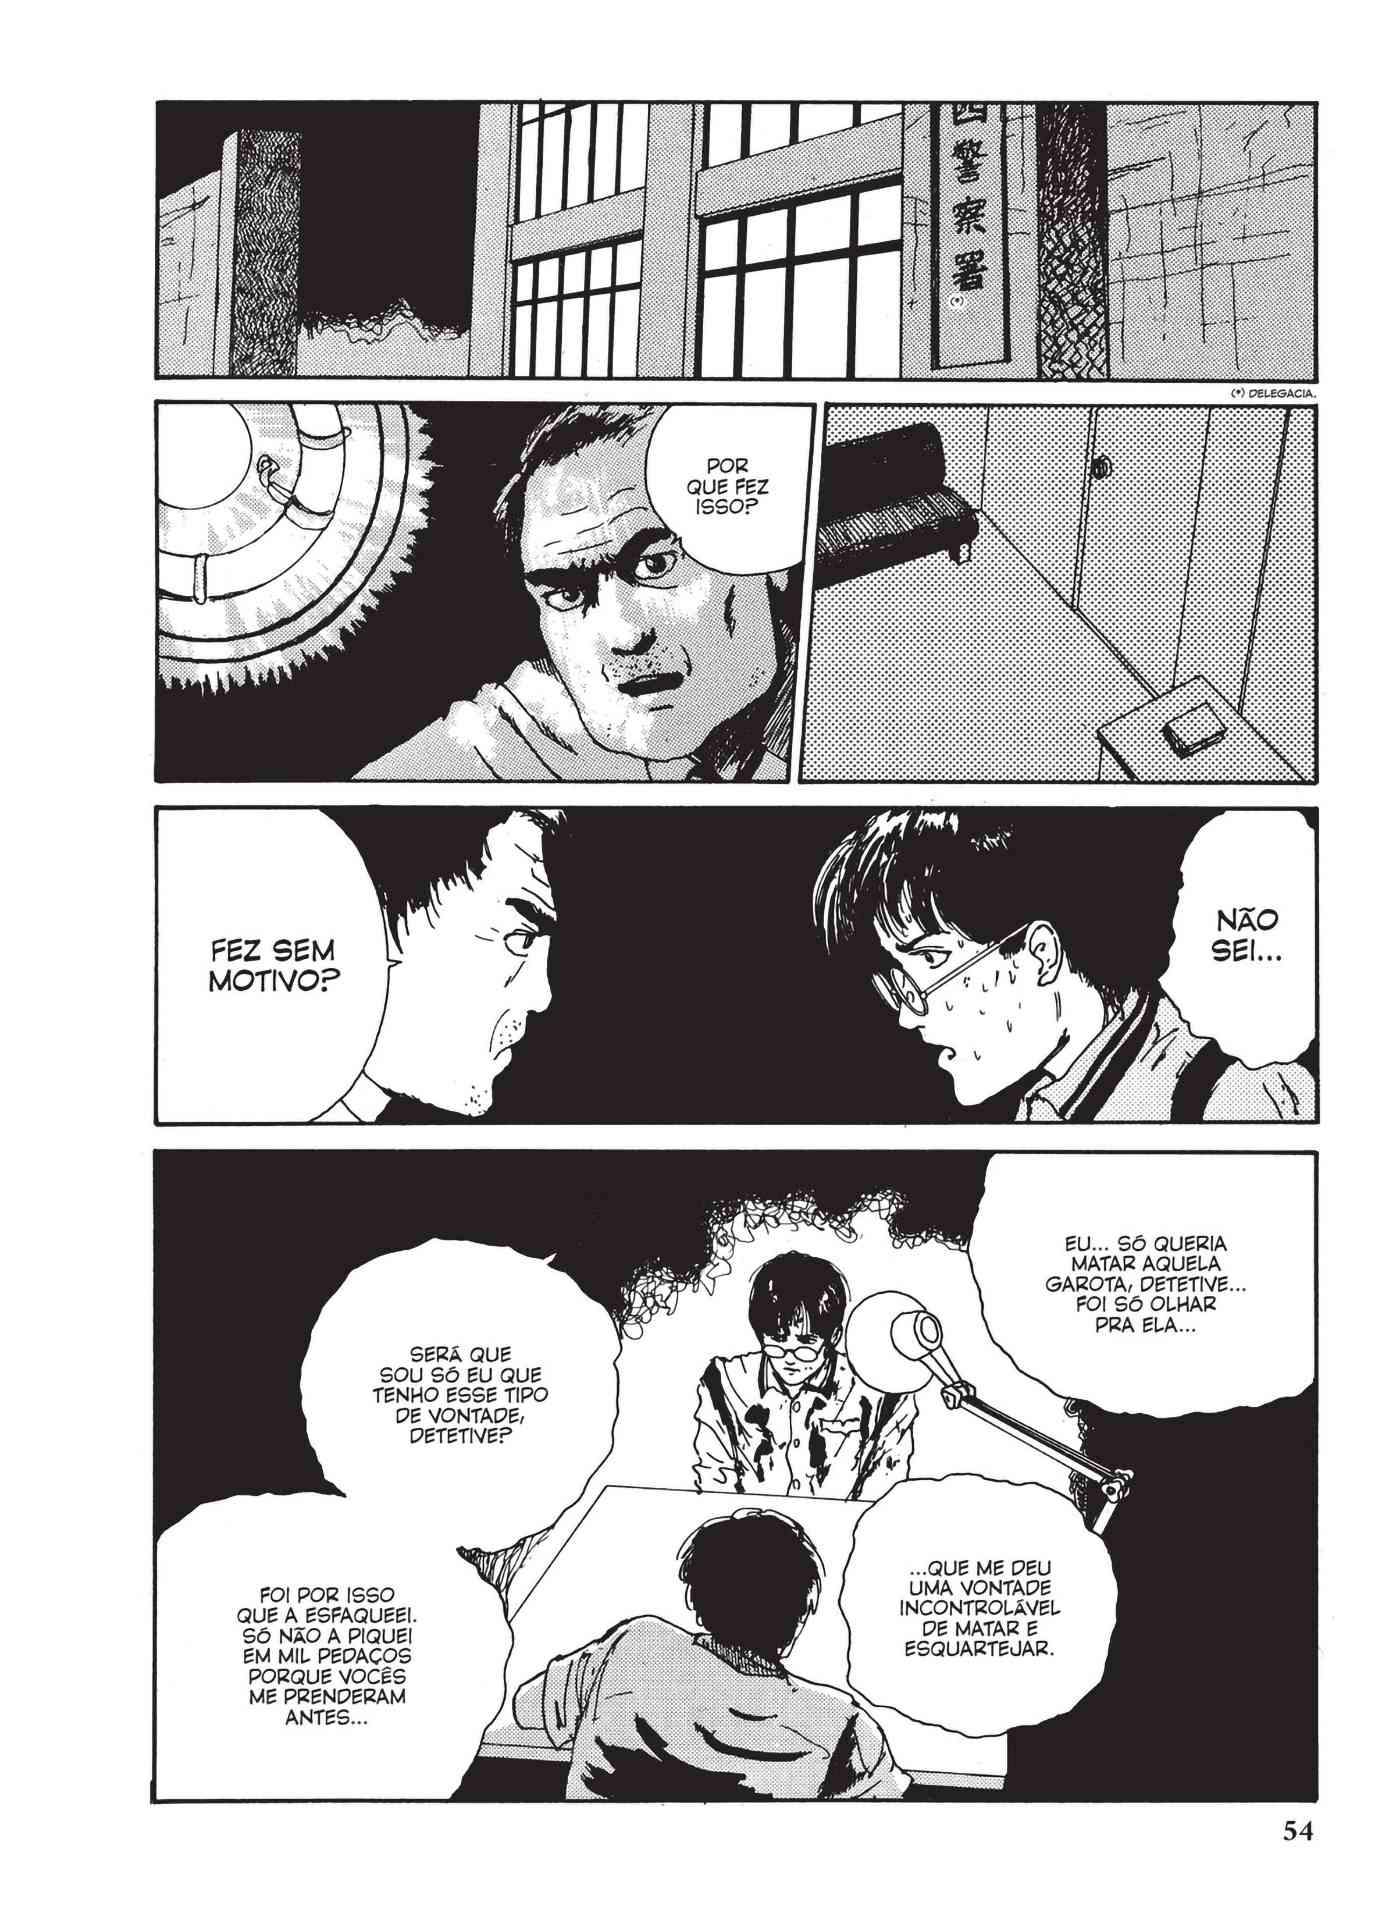 西警察署
(*)
(*) DELEGACIA.
POR
QUE FEZ
ISSO?
NÃO
SEI...
FEZ SEM
MOTIVO?
EU... SÓ QUERIA
MATAR AQUELA
GAROTA, DETETIVE...
FOI SÓ OLHAR
PRA ELA...
...QUE ME DEU
UMA VONTADE
INCONTROLÁVEL
DE MATAR E
ESQUARTEJAR.
SERÁ QUE
SOU SÓ EU QUE
TENHO ESSE TIPO
DE VONTADE,
DETETIVE?
FOI POR ISSO
QUE A ESFAQUEEI.
SÓ NÃO A PIQUEI
EM MIL PEDAÇOS
PORQUE VOCÊS
ME PRENDERAM
ANTES...
54